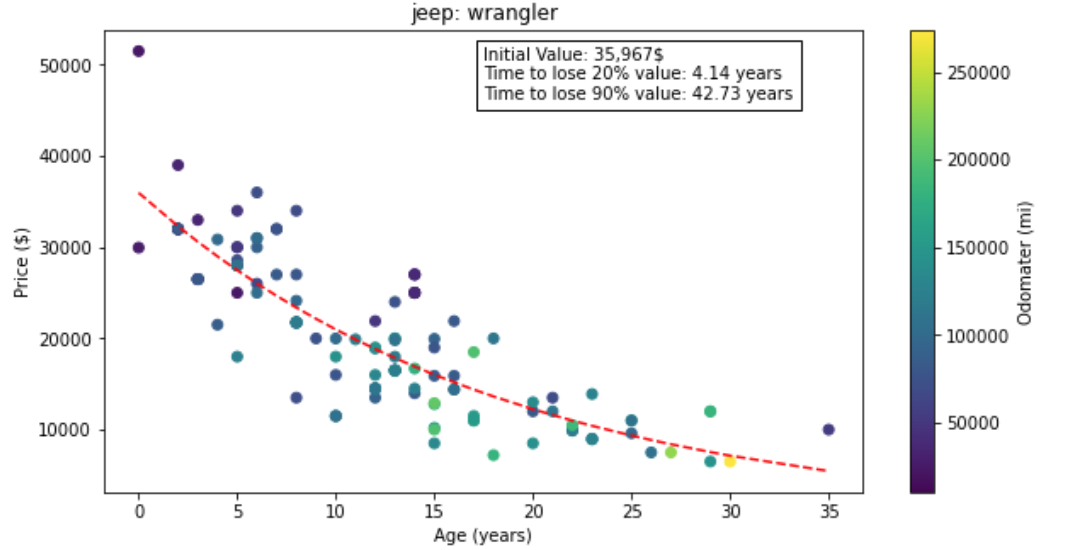 jeep: wrangler
Initial Value: 35,967$
Time to lose 20% value: 4.14 years
Time to lose 90% value: 42.73 years
50000
40000
30000
20000
10000
Price ($)
0 5 10 15 20 25 30 35
Age (years)
250000
200000
150000
100000
50000
Odomater (mi)